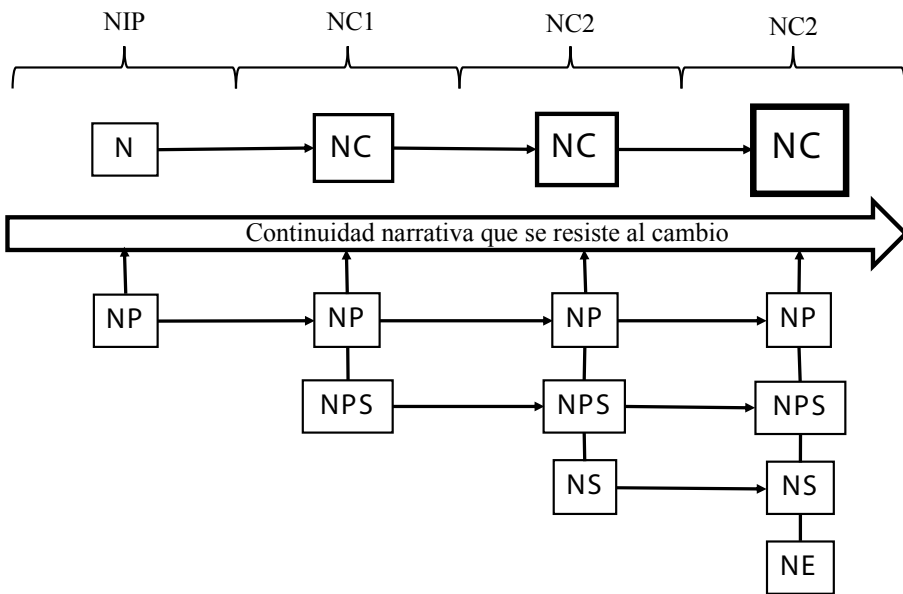 NIP NC1 NC2 NC2
N NC NC NC
Continuidad narrativa que se resiste al cambio
NP NP NP NP
NPS NPS NPS
NS NS
NE